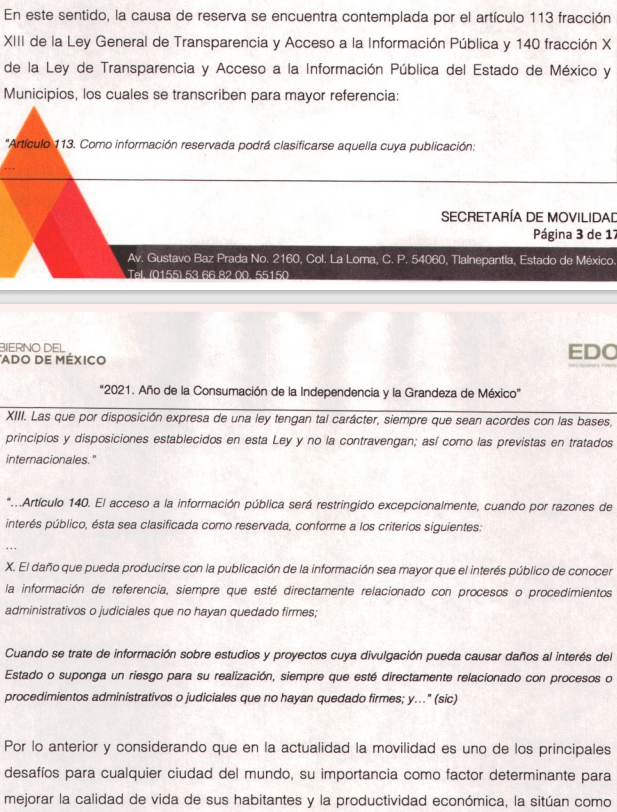 En este sentido, la causa de reserva se encuentra contemplada por el artículo 113 fracción
XIII de la Ley General de Transparencia y Acceso a la Información Pública y 140 fracción X
de la Ley de Transparencia y Acceso a la Información Pública del Estado de México y
Municipios, los cuales se transcriben para mayor referencia:
"Artículo 113. Como información reservada podrá clasificarse aquella cuya publicación:
...
SECRETARÍA DE MOVILIDAD
Página 3 de 17
Av. Gustavo Baz Prada No. 2160, Col. La Loma, C. P. 54060, Tlalnepantla, Estado de México.
Tel. (0155) 53 66 82 00. 55150
BIERNO DEL
TADO DE MÉXICO
EDO
"2021. Año de la Consumación de la Independencia y la Grandeza de México"
XIII. Las que por disposición expresa de una ley tengan tal carácter, siempre que sean acordes con las bases,
principios y disposiciones establecidos en esta Ley y no la contravengan; así como las previstas en tratados
internacionales."
"...Artículo 140. El acceso a la información pública será restringido excepcionalmente, cuando por razones de
interés público, ésta sea clasificada como reservada, conforme a los criterios siguientes:
...
X. El daño que pueda producirse con la publicación de la información sea mayor que el interés público de conocer
la información de referencia, siempre que esté directamente relacionado con procesos o procedimientos
administrativos o judiciales que no hayan quedado firmes;
Cuando se trate de información sobre estudios y proyectos cuya divulgación pueda causar daños al interés del
Estado o suponga un riesgo para su realización, siempre que esté directamente relacionado con procesos o
procedimientos administrativos o judiciales que no hayan quedado firmes; y..." (sic)
Por lo anterior y considerando que en la actualidad la movilidad es uno de los principales
desafíos para cualquier ciudad del mundo, su importancia como factor determinante para
mejorar la calidad de vida de sus habitantes y la productividad económica, la sitúan como